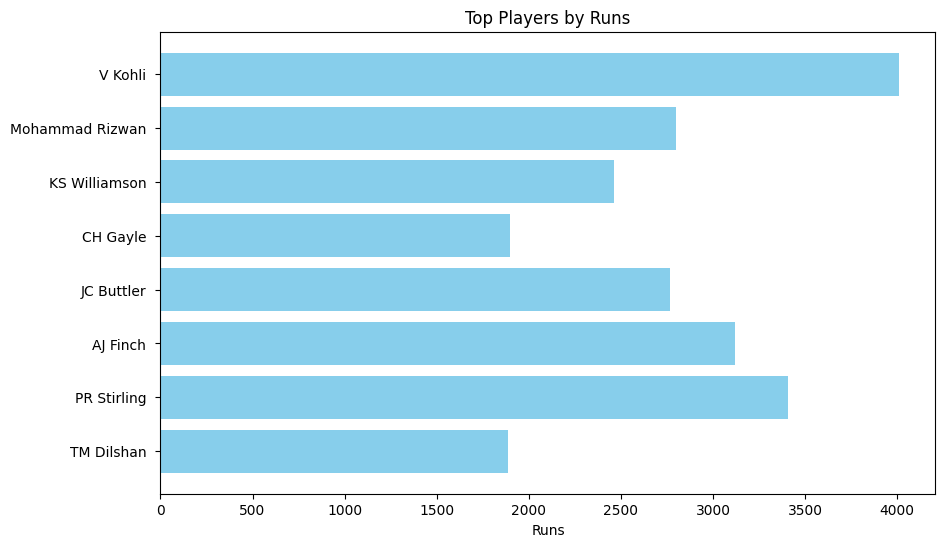 Top Players by Runs
V Kohli
Mohammad Rizwan
KS Williamson
CH Gayle
JC Buttler
AJ Finch
PR Stirling
TM Dilshan
0 500 1000 1500 2000 2500 3000 3500 4000
Runs